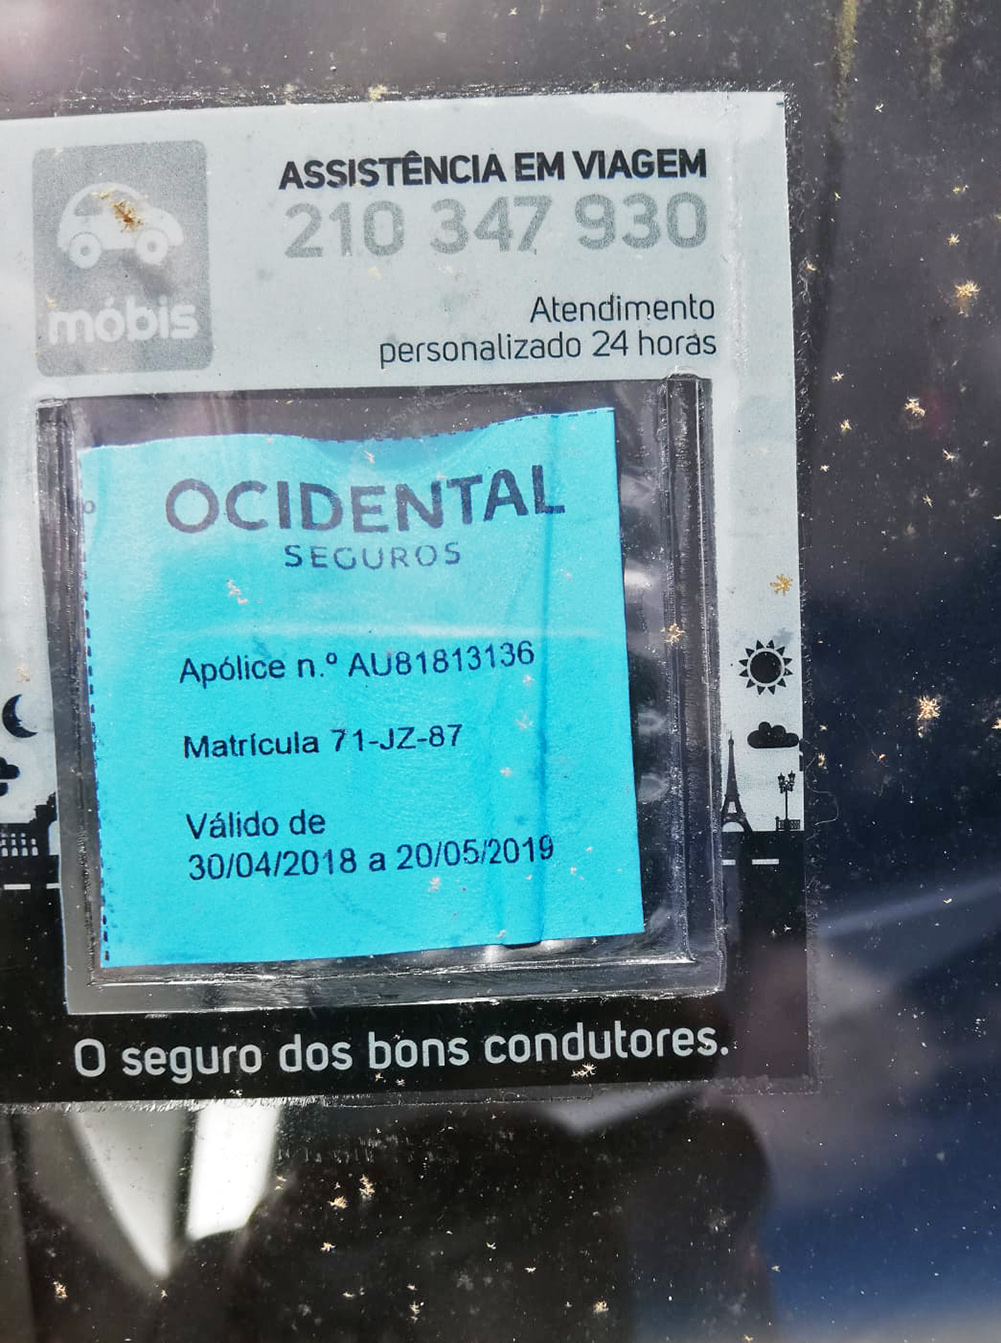 móbis
ASSISTÊNCIA EM VIAGEM
210 347 930
Atendimento
personalizado 24 horas
º
OCIDENTAL
SEGUROS
Apólice n.º AU81813136
Matrícula 71-JZ-87
Válido de
30/04/2018 a 20/05/2019
O seguro dos bons condutores.